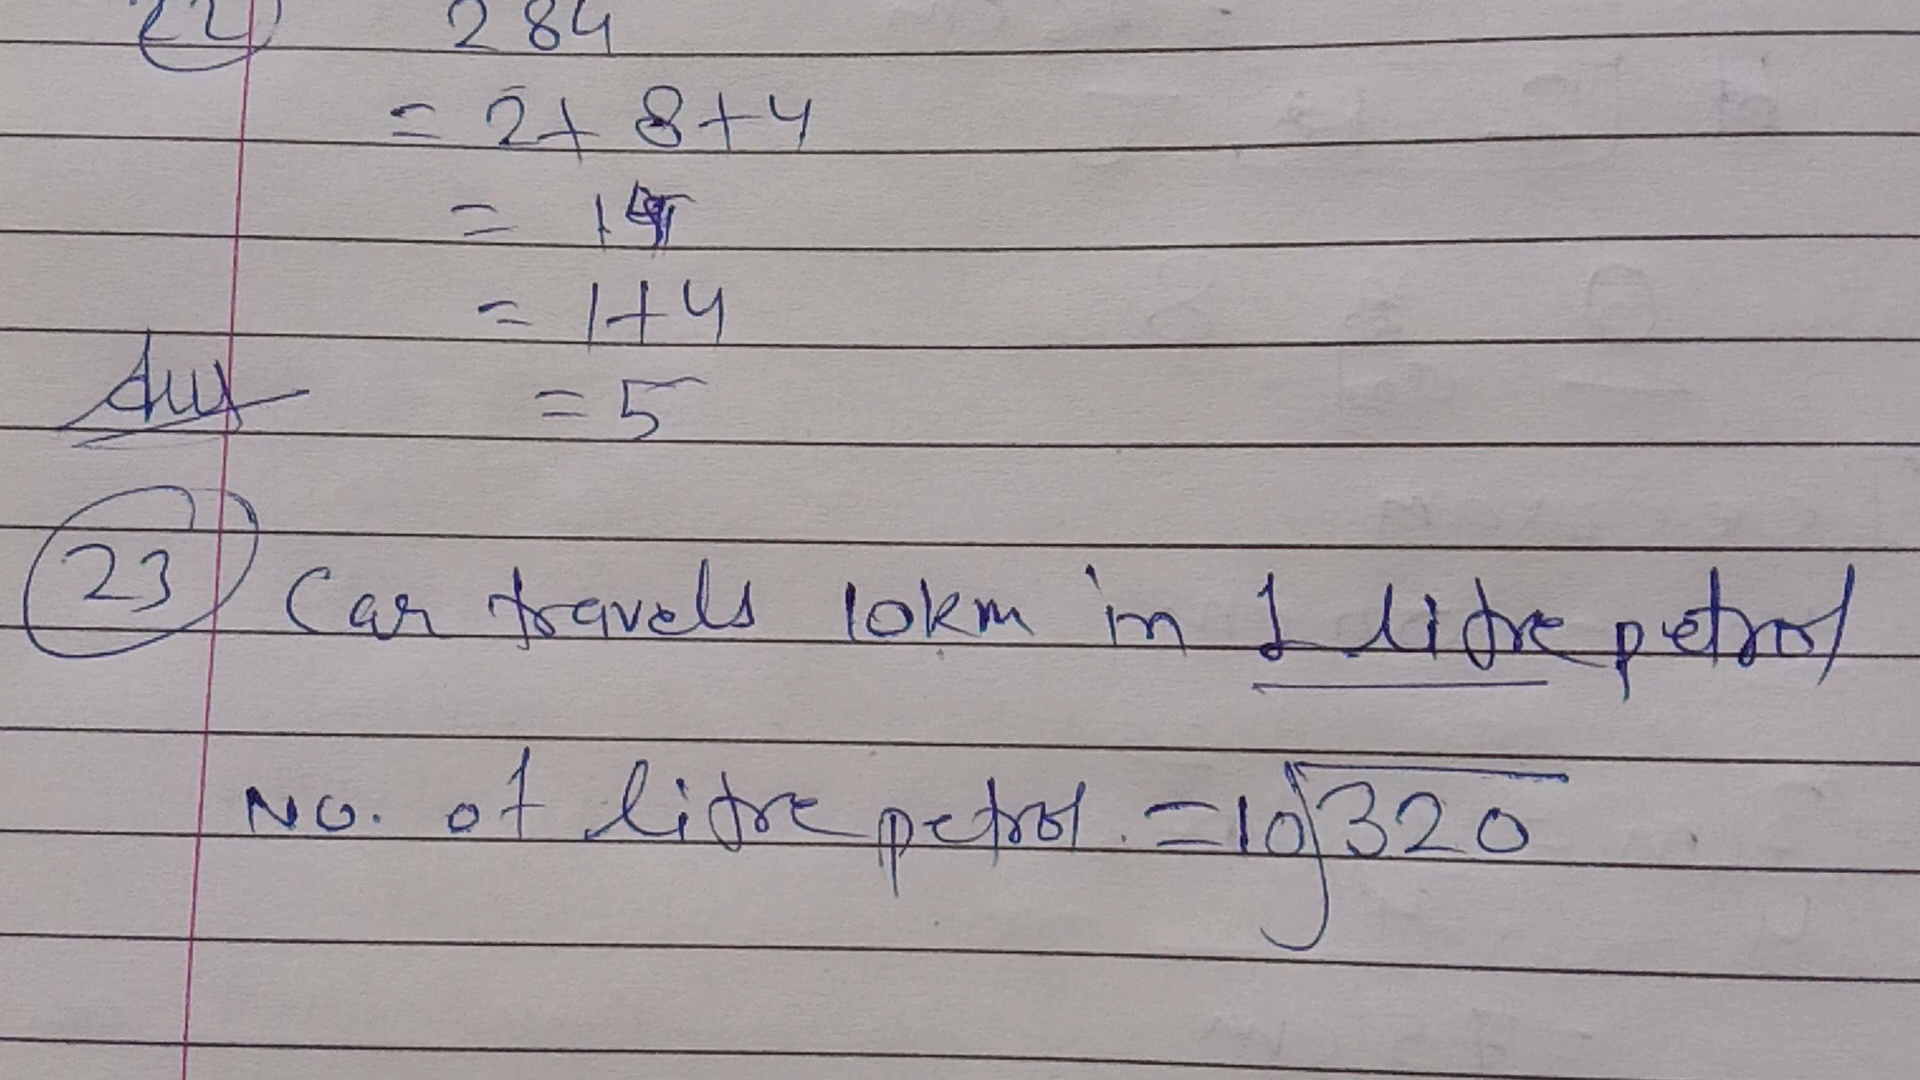 22 284
= 2+8+4
= 14
= 1+4
Ans = 5
23 Car travels 10km in 1 litre petrol
No. of litre petrol. = 10)320